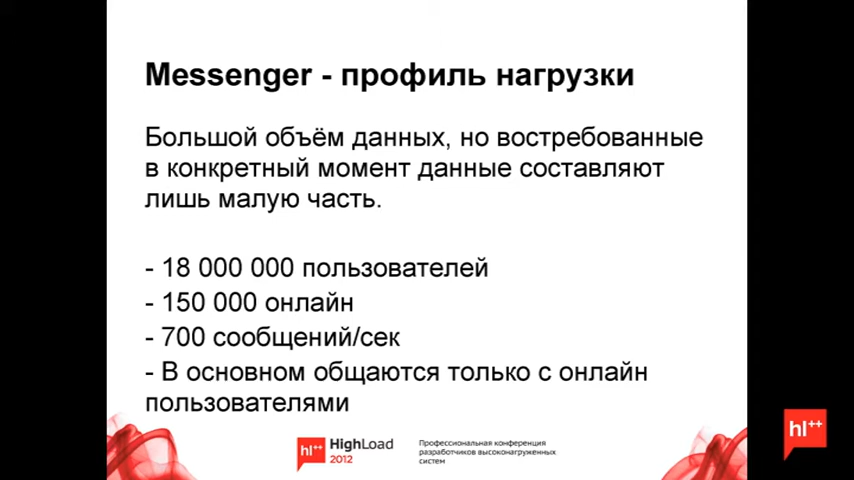 Messenger - профиль нагрузки
Большой объём данных, но востребованные
в конкретный момент данные составляют
лишь малую часть.
- 18 000 000 пользователей
- 150 000 онлайн
- 700 сообщений/сек
- В основном общаются только с онлайн
пользователями
hl++
HighLoad
2012
Профессиональная конференция
разработчиков высоконагруженных
систем
hl++